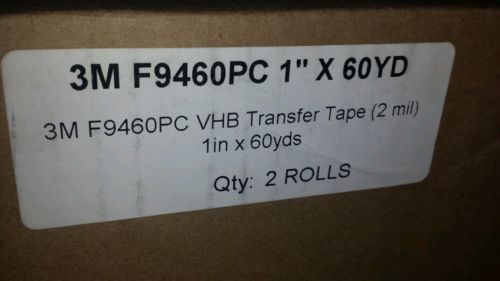 3M F9460PC 1" X 60YD
3M F9460PC VHB Transfer Tape (2 mil)
1in x 60yds
Qty: 2 ROLLS